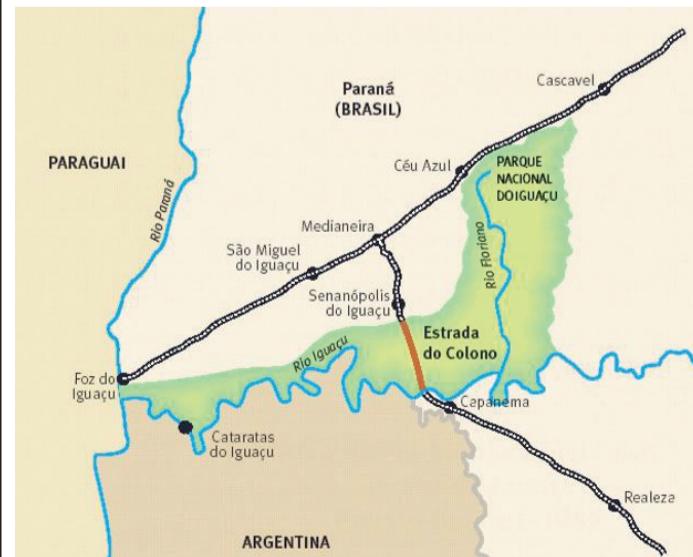 Cascavel
Paraná
(BRASIL)
PARAGUAI
Céu Azul
PARQUE
NACIONAL
DO IGUAÇU
Rio Paraná
Medianeira
São Miguel
do Iguaçu
Rio Floriano
Senanópolis
do Iguaçu
Estrada
do Colono
Rio Iguaçu
Foz do
Iguaçu
Capanema
Cataratas
do Iguaçu
Realeza
ARGENTINA